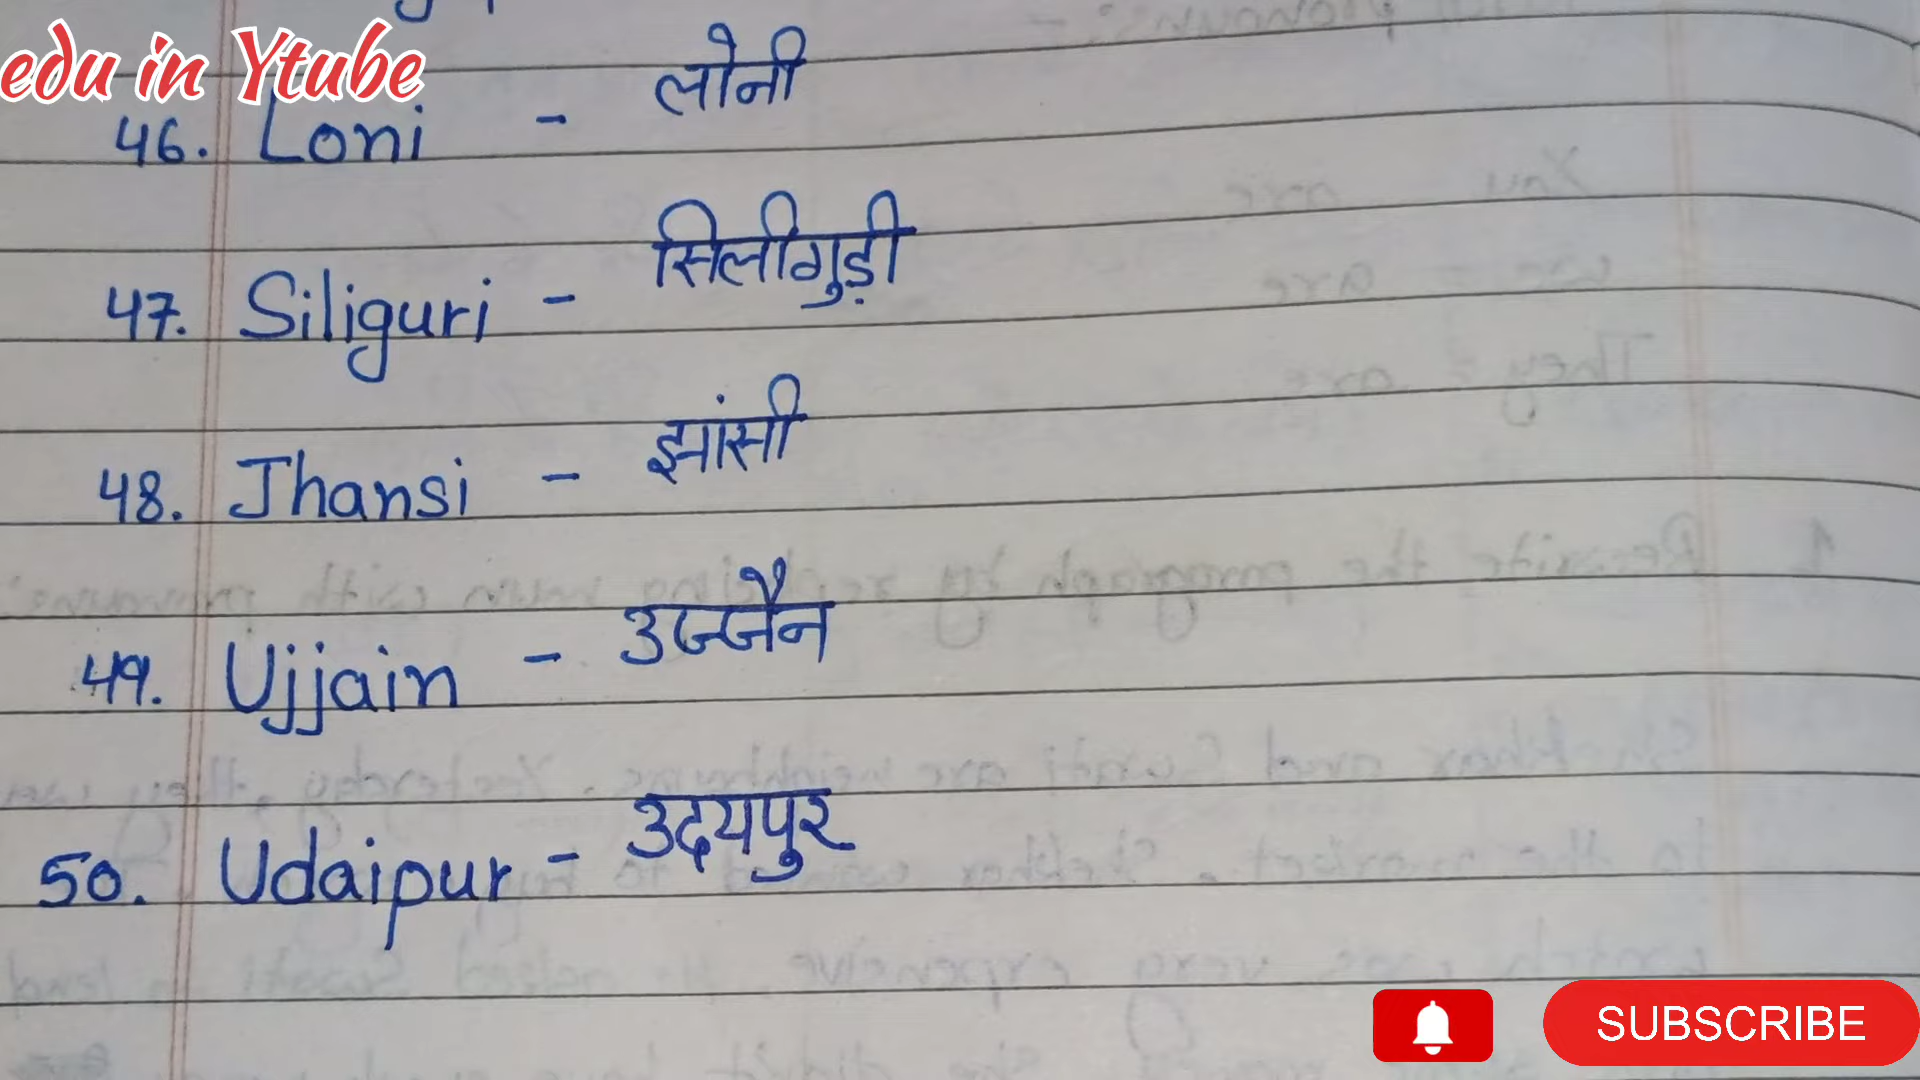 edu in Ytube
46. Loni - लोनी
47. Siliguri - सिलीगुड़ी
48. Jhansi - झांसी
49. Ujjain - उज्जैन
50. Udaipur - उदयपुर
SUBSCRIBE